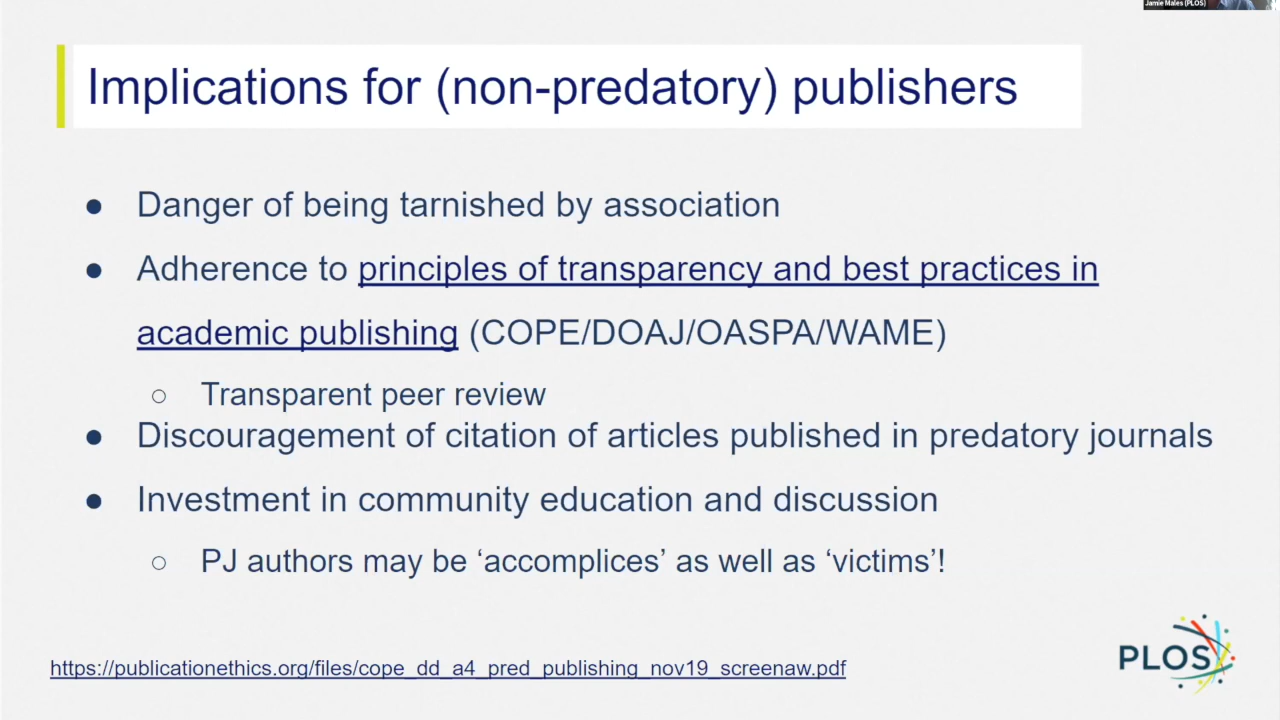 Jamie Males (PLOS)
Implications for (non-predatory) publishers
● Danger of being tarnished by association
● Adherence to principles of transparency and best practices in
academic publishing (COPE/DOAJ/OASPA/WAME)
○ Transparent peer review
● Discouragement of citation of articles published in predatory journals
● Investment in community education and discussion
○ PJ authors may be ‘accomplices’ as well as ‘victims’!
https://publicationethics.org/files/cope_dd_a4_pred_publishing_nov19_screenaw.pdf
PLOS